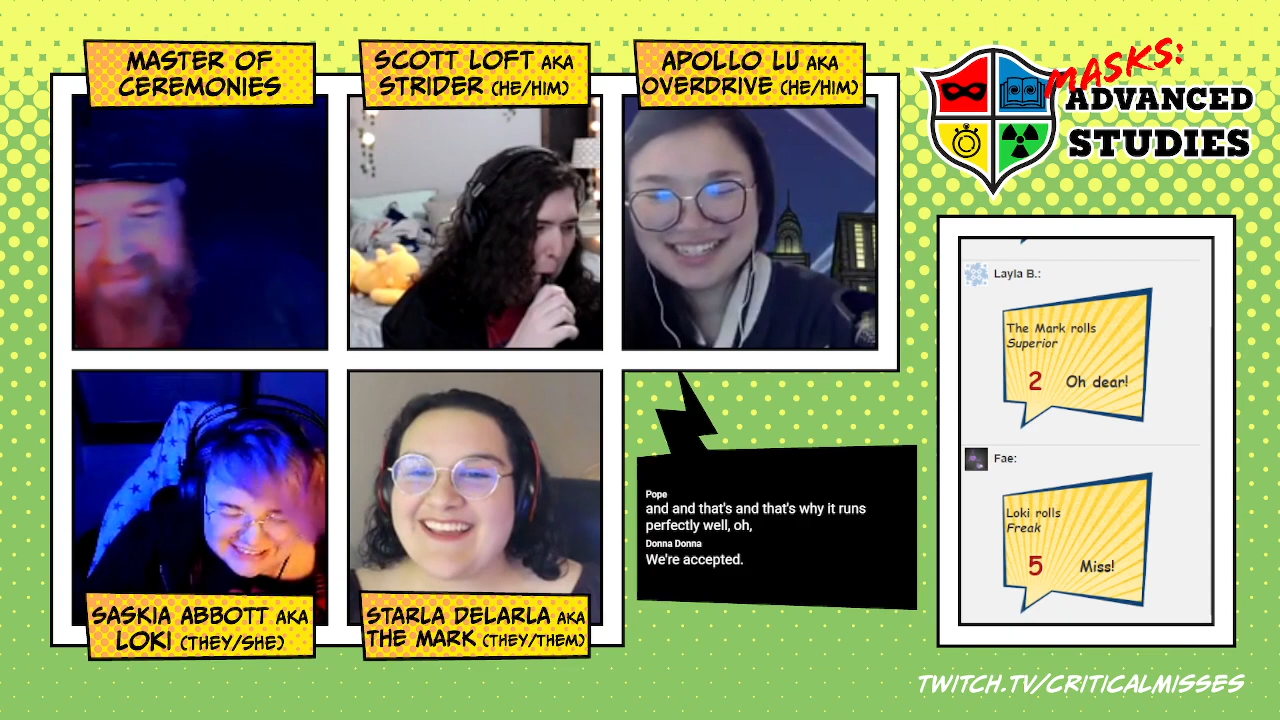 MASTER OF
CEREMONIES
SCOTT LOFT AKA
STRIDER (HE/HIM)
APOLLO LU AKA
OVERDRIVE (HE/HIM)
MASKS:
ADVANCED
STUDIES
Layla B.:
The Mark rolls
Superior
2 Oh dear!
Fae:
Loki rolls
Freak
5 Miss!
Pope
and and that's and that's why it runs
perfectly well, oh,
Donna Donna
We're accepted.
SASKIA ABBOTT AKA
LOKI (THEY/SHE)
STARLA DELARLA AKA
THE MARK (THEY/THEM)
TWITCH.TV/CRITICALMISSES